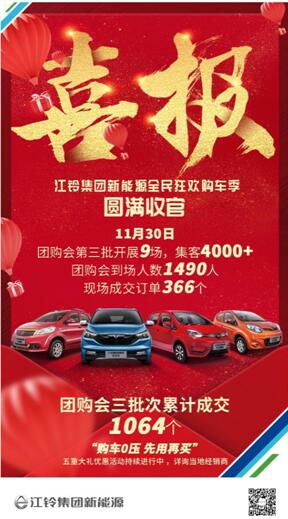 喜报
江铃集团新能源全民狂欢购车季
圆满收官
11月30日
团购会第三批开展9场，集客4000+
团购会到场人数1490人
现场成交订单366个
团购会三批次累计成交
1064个
“购车0压 先用再买”
五重大礼优惠活动持续进行中，详询当地经销商
江铃集团新能源